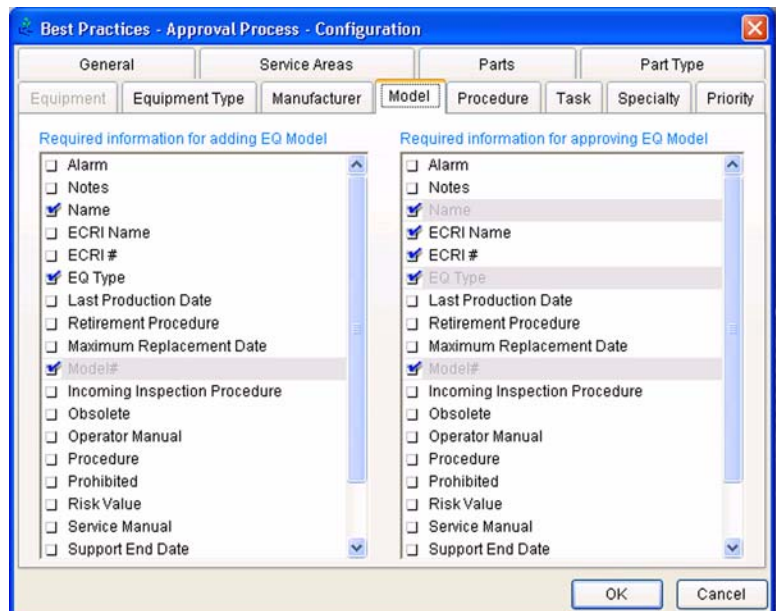 Best Practices - Approval Process - Configuration
General Service Areas Parts Part Type
Equipment Equipment Type Manufacturer Model Procedure Task Specialty Priority
Required information for adding EQ Model
Alarm
Notes
Name
ECRI Name
ECRI #
EQ Type
Last Production Date
Retirement Procedure
Maximum Replacement Date
Model#
Incoming Inspection Procedure
Obsolete
Operator Manual
Procedure
Prohibited
Risk Value
Service Manual
Support End Date
Required information for approving EQ Model
Alarm
Notes
Name
ECRI Name
ECRI #
EQ Type
Last Production Date
Retirement Procedure
Maximum Replacement Date
Model#
Incoming Inspection Procedure
Obsolete
Operator Manual
Procedure
Prohibited
Risk Value
Service Manual
Support End Date
OK Cancel